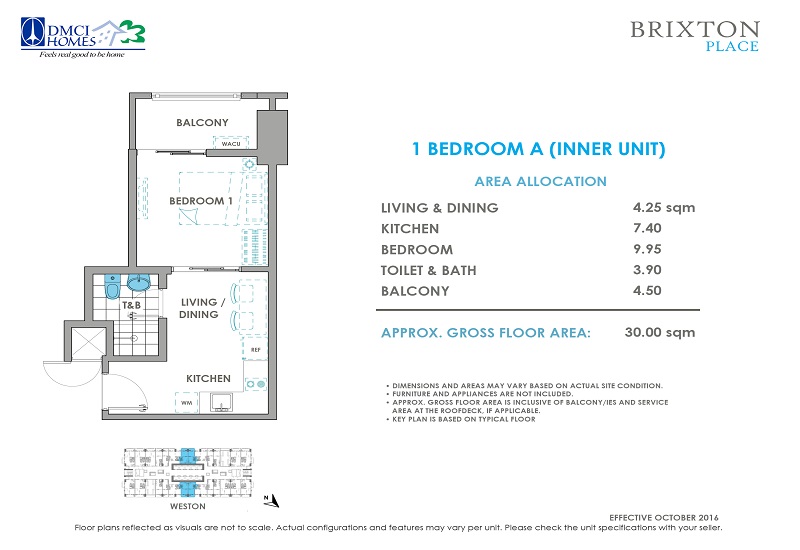 DMCI
HOMES
Feels real good to be home
BRIXTON
PLACE
BALCONY
WACU
BEDROOM 1
T&B
LIVING /
DINING
REF
KITCHEN
WM
WESTON
N
1 BEDROOM A (INNER UNIT)
AREA ALLOCATION
LIVING & DINING 4.25 sqm
KITCHEN 7.40
BEDROOM 9.95
TOILET & BATH 3.90
BALCONY 4.50
APPROX. GROSS FLOOR AREA: 30.00 sqm
• DIMENSIONS AND AREAS MAY VARY BASED ON ACTUAL SITE CONDITION.
• FURNITURE AND APPLIANCES ARE NOT INCLUDED.
• APPROX. GROSS FLOOR AREA IS INCLUSIVE OF BALCONY/IES AND SERVICE
AREA AT THE ROOFDECK, IF APPLICABLE.
• KEY PLAN IS BASED ON TYPICAL FLOOR
EFFECTIVE OCTOBER 2016
Floor plans reflected as visuals are not to scale. Actual configurations and features may vary per unit. Please check the unit specifications with your seller.